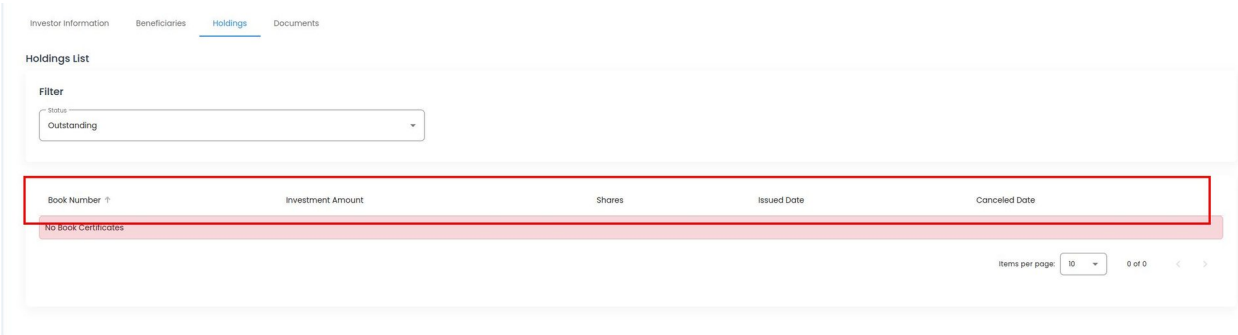 Investor Information Beneficiaries Holdings Documents
Holdings List
Filter
Status
Outstanding
Book Number ↑ Investment Amount Shares Issued Date Canceled Date
No Book Certificates
Items per page: 10 0 of 0